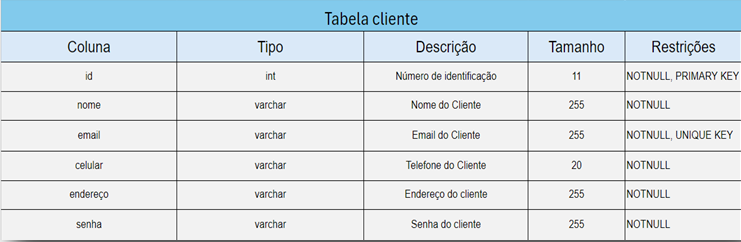 Tabela cliente
Coluna Tipo Descrição Tamanho Restrições
id int Número de identificação 11 NOTNULL, PRIMARY KEY
nome varchar Nome do Cliente 255 NOTNULL
email varchar Email do Cliente 255 NOTNULL, UNIQUE KEY
celular varchar Telefone do Cliente 20 NOTNULL
endereço varchar Endereço do cliente 255 NOTNULL
senha varchar Senha do cliente 255 NOTNULL